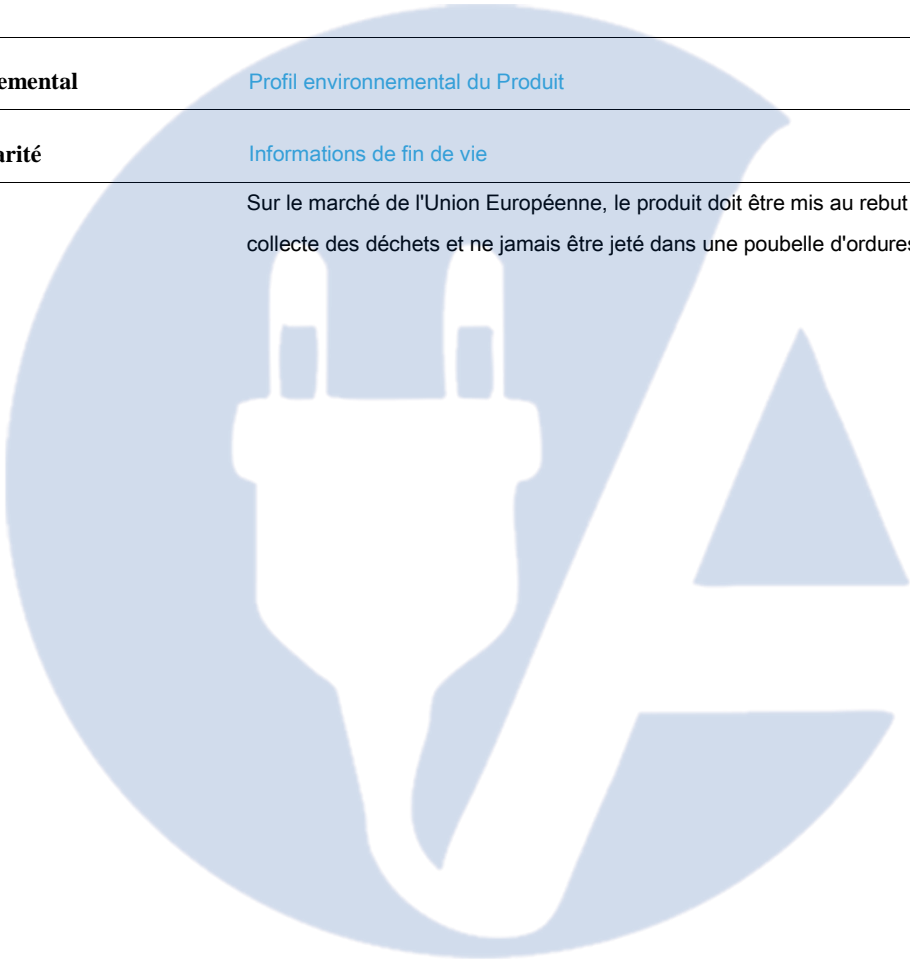 emental Profil environnemental du Produit
arité Informations de fin de vie
Sur le marché de l'Union Européenne, le produit doit être mis au rebut
collecte des déchets et ne jamais être jeté dans une poubelle d'ordures